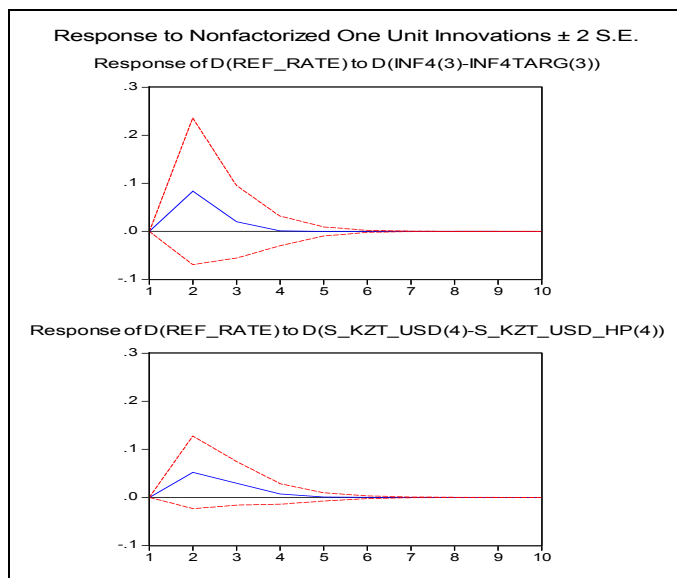 Response to Nonfactorized One Unit Innovations ± 2 S.E.
Response of D(REF_RATE) to D(INF4(3)-INF4TARG(3))
.3
.2
.1
.0
-.1
1 2 3 4 5 6 7 8 9 10
Response of D(REF_RATE) to D(S_KZT_USD(4)-S_KZT_USD_HP(4))
.3
.2
.1
.0
-.1
1 2 3 4 5 6 7 8 9 10